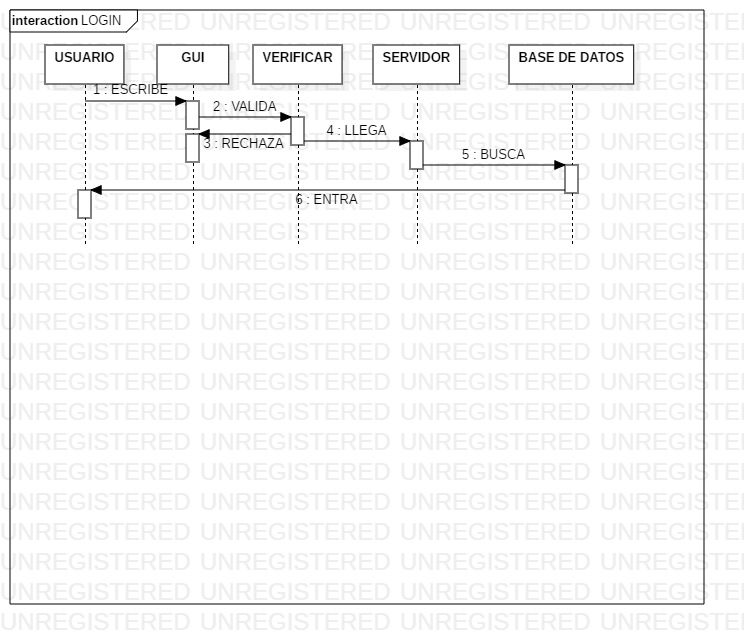 interaction LOGIN
USUARIO GUI VERIFICAR SERVIDOR BASE DE DATOS
1 : ESCRIBE
2 : VALIDA
3 : RECHAZA
4 : LLEGA
5 : BUSCA
6 : ENTRA
UNREGISTERED UNREGISTERED UNREGISTERED UNREGISTERED